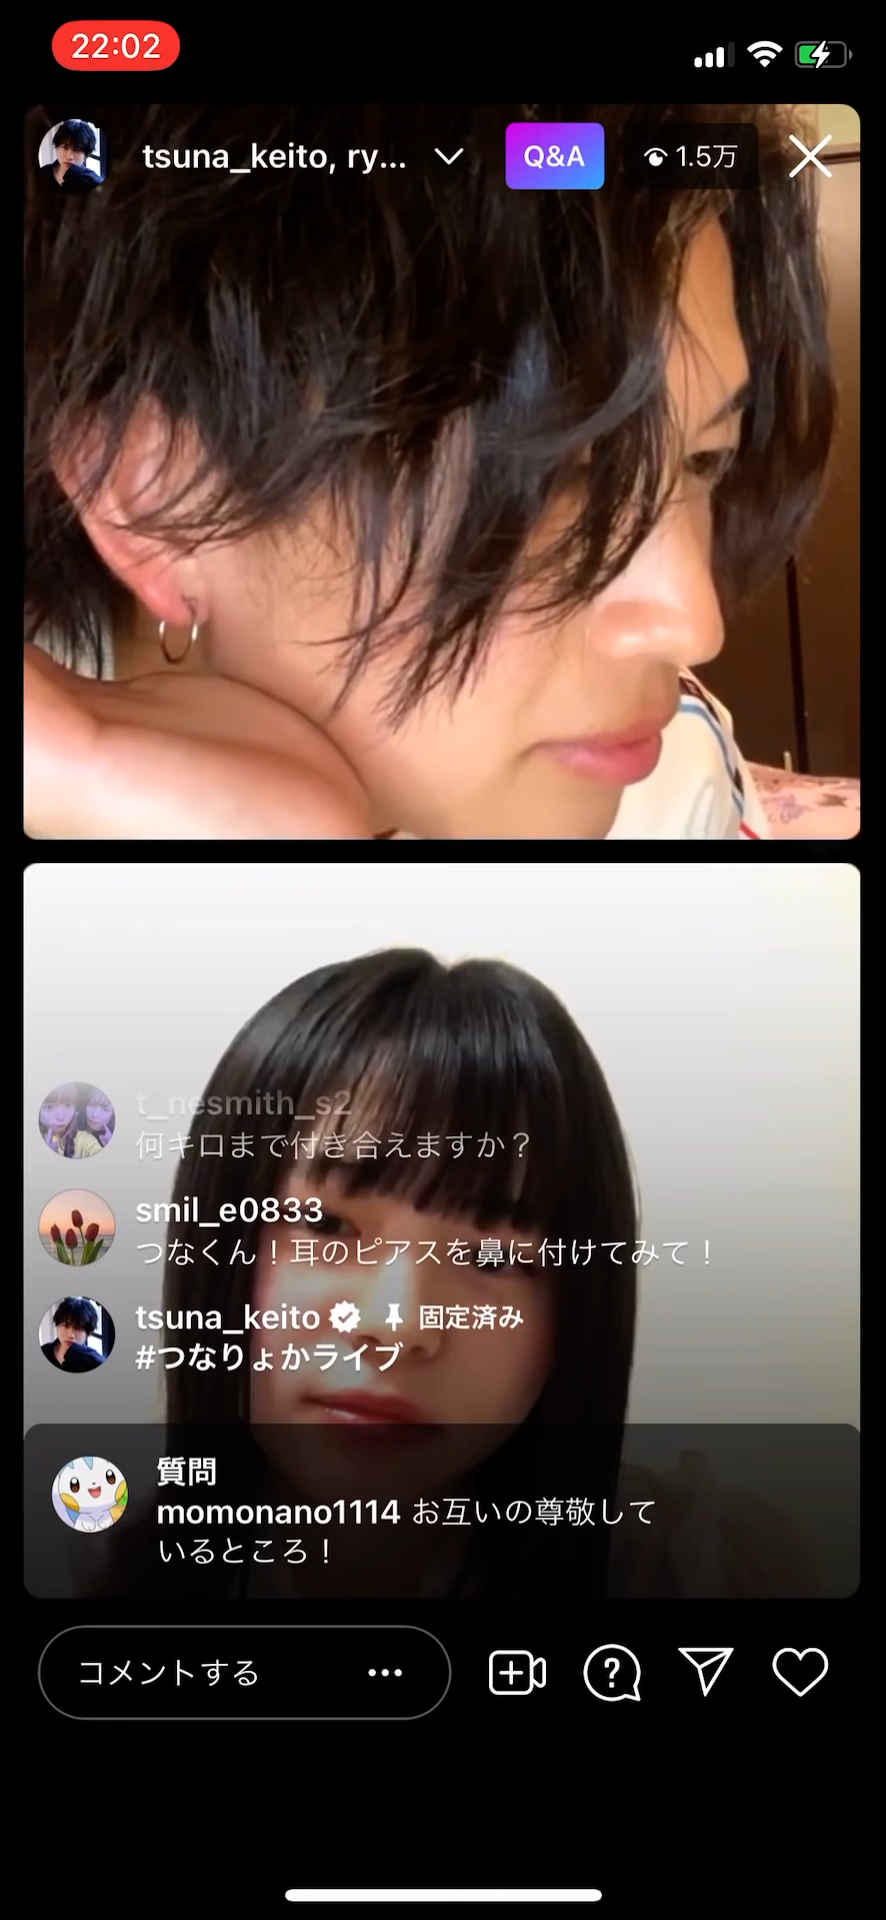 22:02
tsuna_keito, ry...
Q&A
1.5万
t_nesmith_s2
何キロまで付き合えますか？
smil_e0833
つなくん！耳のピアスを鼻に付けてみて！
tsuna_keito 固定済み
#つなりょかライブ
質問
momonano1114 お互いの尊敬して
いるところ！
コメントする